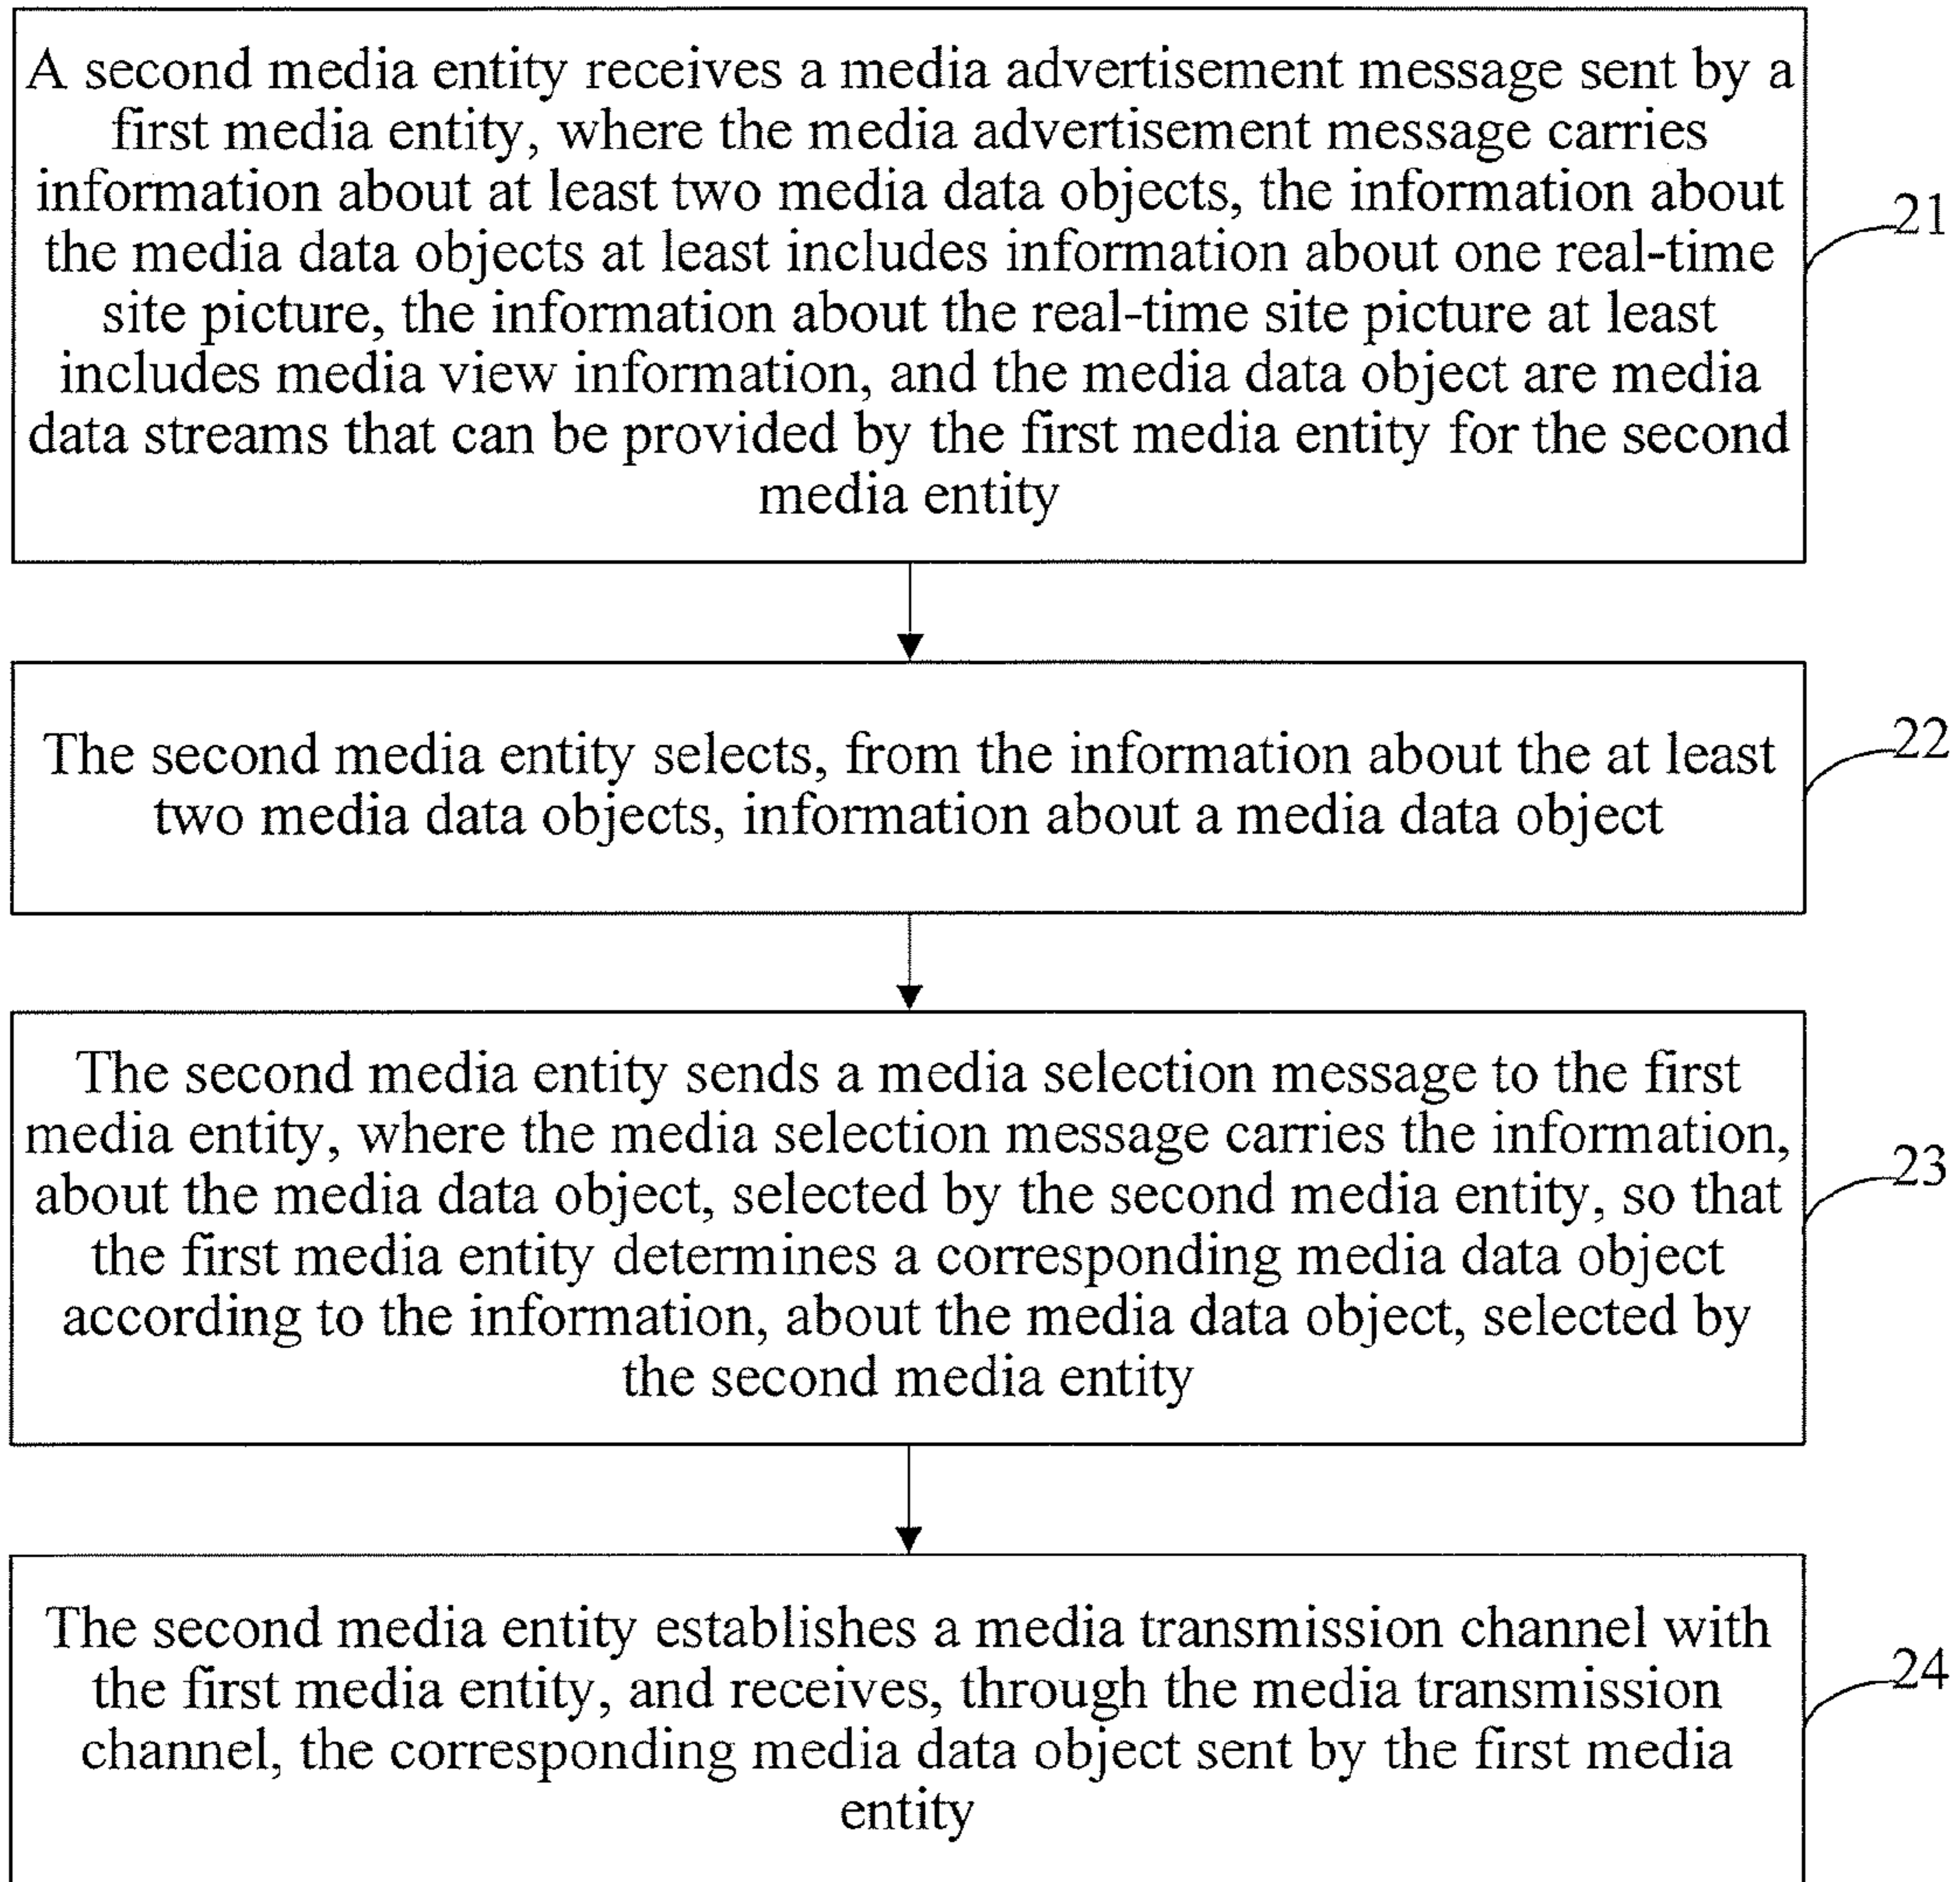 A second media entity receives a media advertisement message sent by a
first media entity, where the media advertisement message carries
information about at least two media data objects, the information about
the media data objects at least includes information about one real-time
site picture, the information about the real-time site picture at least
includes media view information, and the media data object are media
data streams that can be provided by the first media entity for the second
media entity
21
The second media entity selects, from the information about the at least
two media data objects, information about a media data object
22
The second media entity sends a media selection message to the first
media entity, where the media selection message carries the information,
about the media data object, selected by the second media entity, so that
the first media entity determines a corresponding media data object
according to the information, about the media data object, selected by
the second media entity
23
The second media entity establishes a media transmission channel with
the first media entity, and receives, through the media transmission
channel, the corresponding media data object sent by the first media
entity
24